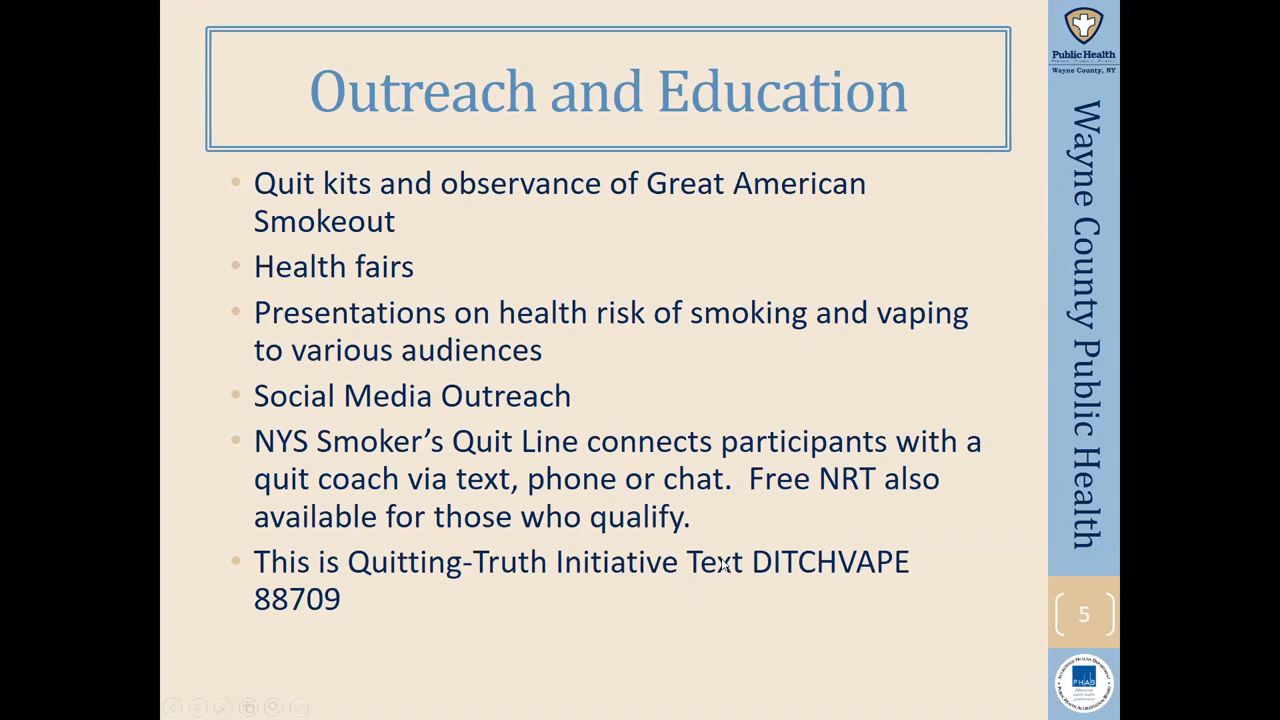 Outreach and Education
Quit kits and observance of Great American
Smokeout
Health fairs
Presentations on health risk of smoking and vaping
to various audiences
Social Media Outreach
NYS Smoker’s Quit Line connects participants with a
quit coach via text, phone or chat.  Free NRT also
available for those who qualify.
This is Quitting-Truth Initiative Text DITCHVAPE
88709
Public Health
Wayne County, NY
Wayne County Public Health
5
PHAB